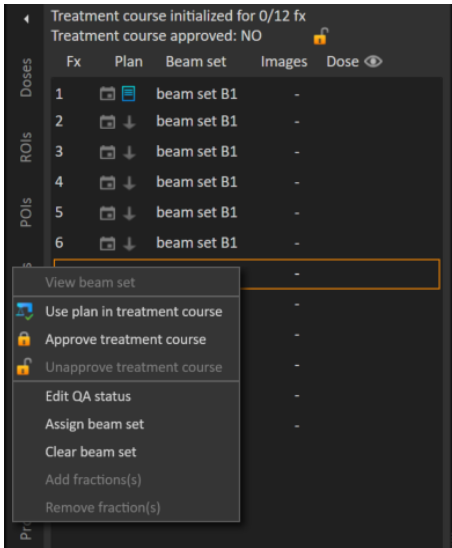 Treatment course initialized for 0/12 fx
Treatment course approved: NO
Fx Plan Beam set Images Dose
Doses
ROIs
POIs
1 beam set B1 -
2 beam set B1 -
3 beam set B1 -
4 beam set B1 -
5 beam set B1 -
6 beam set B1 -
-
-
-
-
-
-
View beam set
Use plan in treatment course
Approve treatment course
Unapprove treatment course
Edit QA status
Assign beam set
Clear beam set
Add fractions(s)
Remove fraction(s)